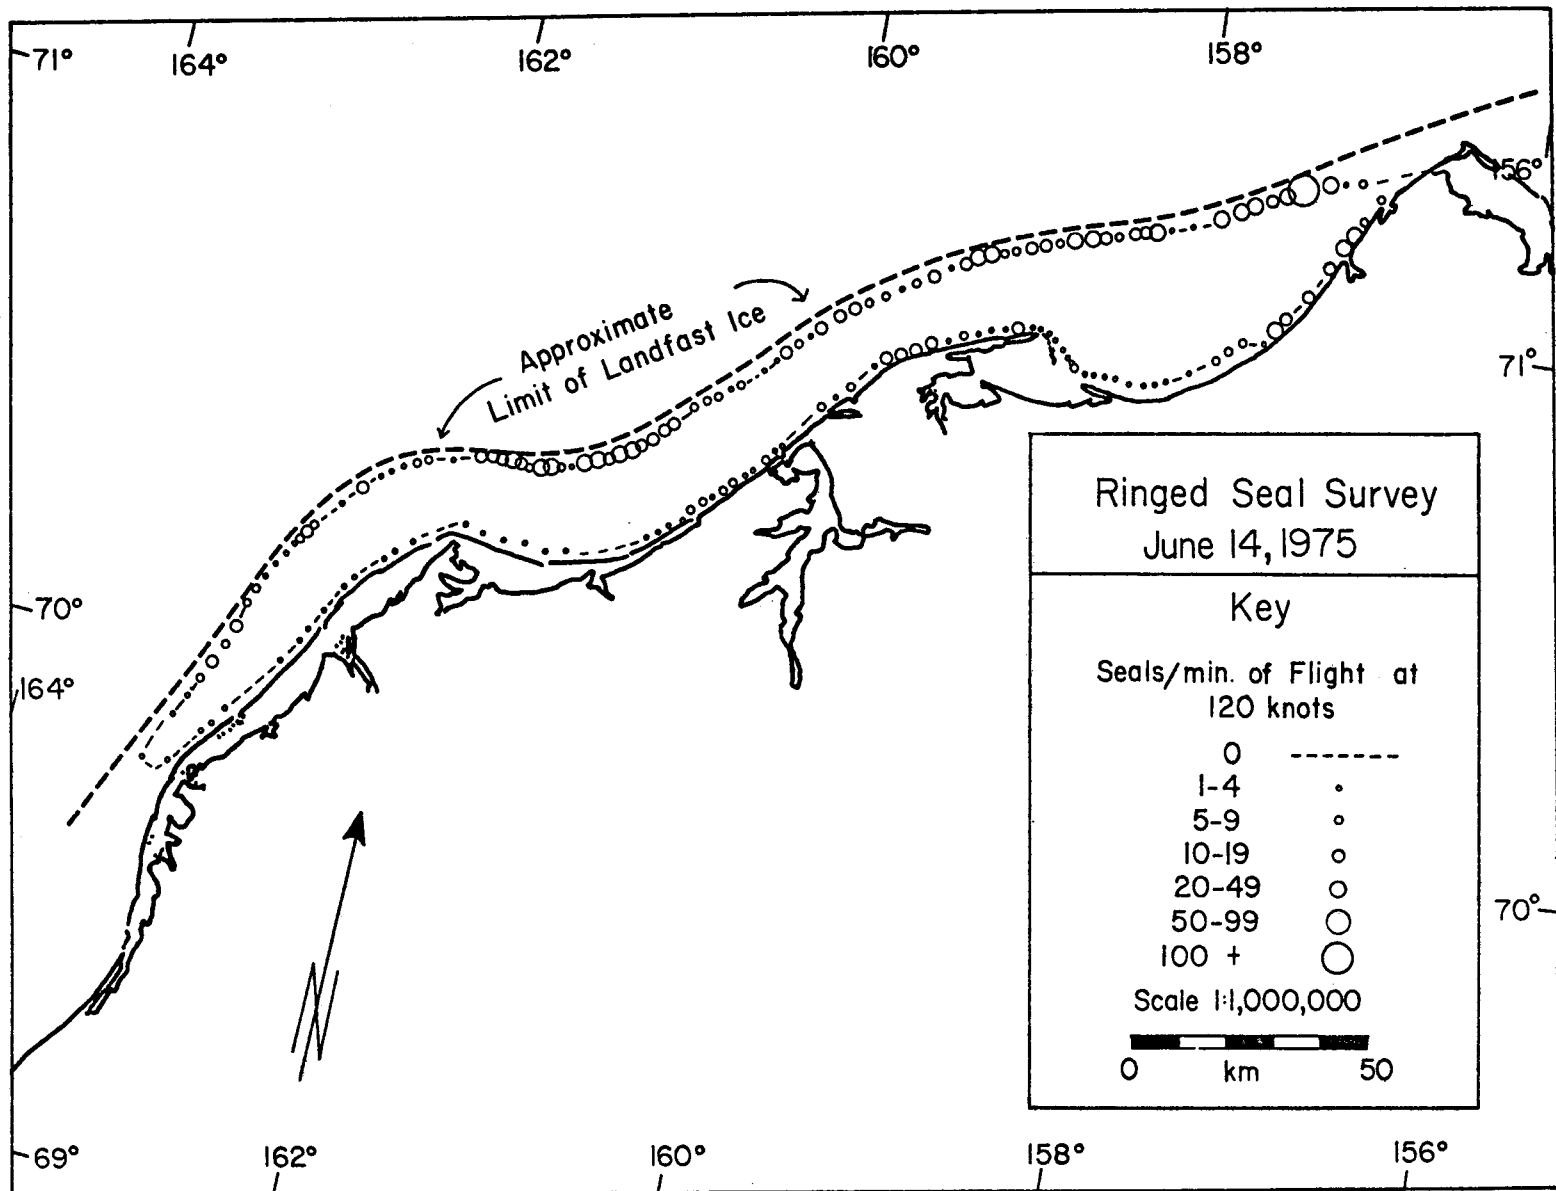 71°
164°
162°
160°
158°
156°
Approximate
Limit of Landfast Ice
71°
70°
164°
70°
69°
162°
160°
158°
156°
Ringed Seal Survey
June 14, 1975
Key
Seals/min. of Flight at
120 knots
0
1-4
5-9
10-19
20-49
50-99
100 +
Scale 1:1,000,000
0 km 50
N